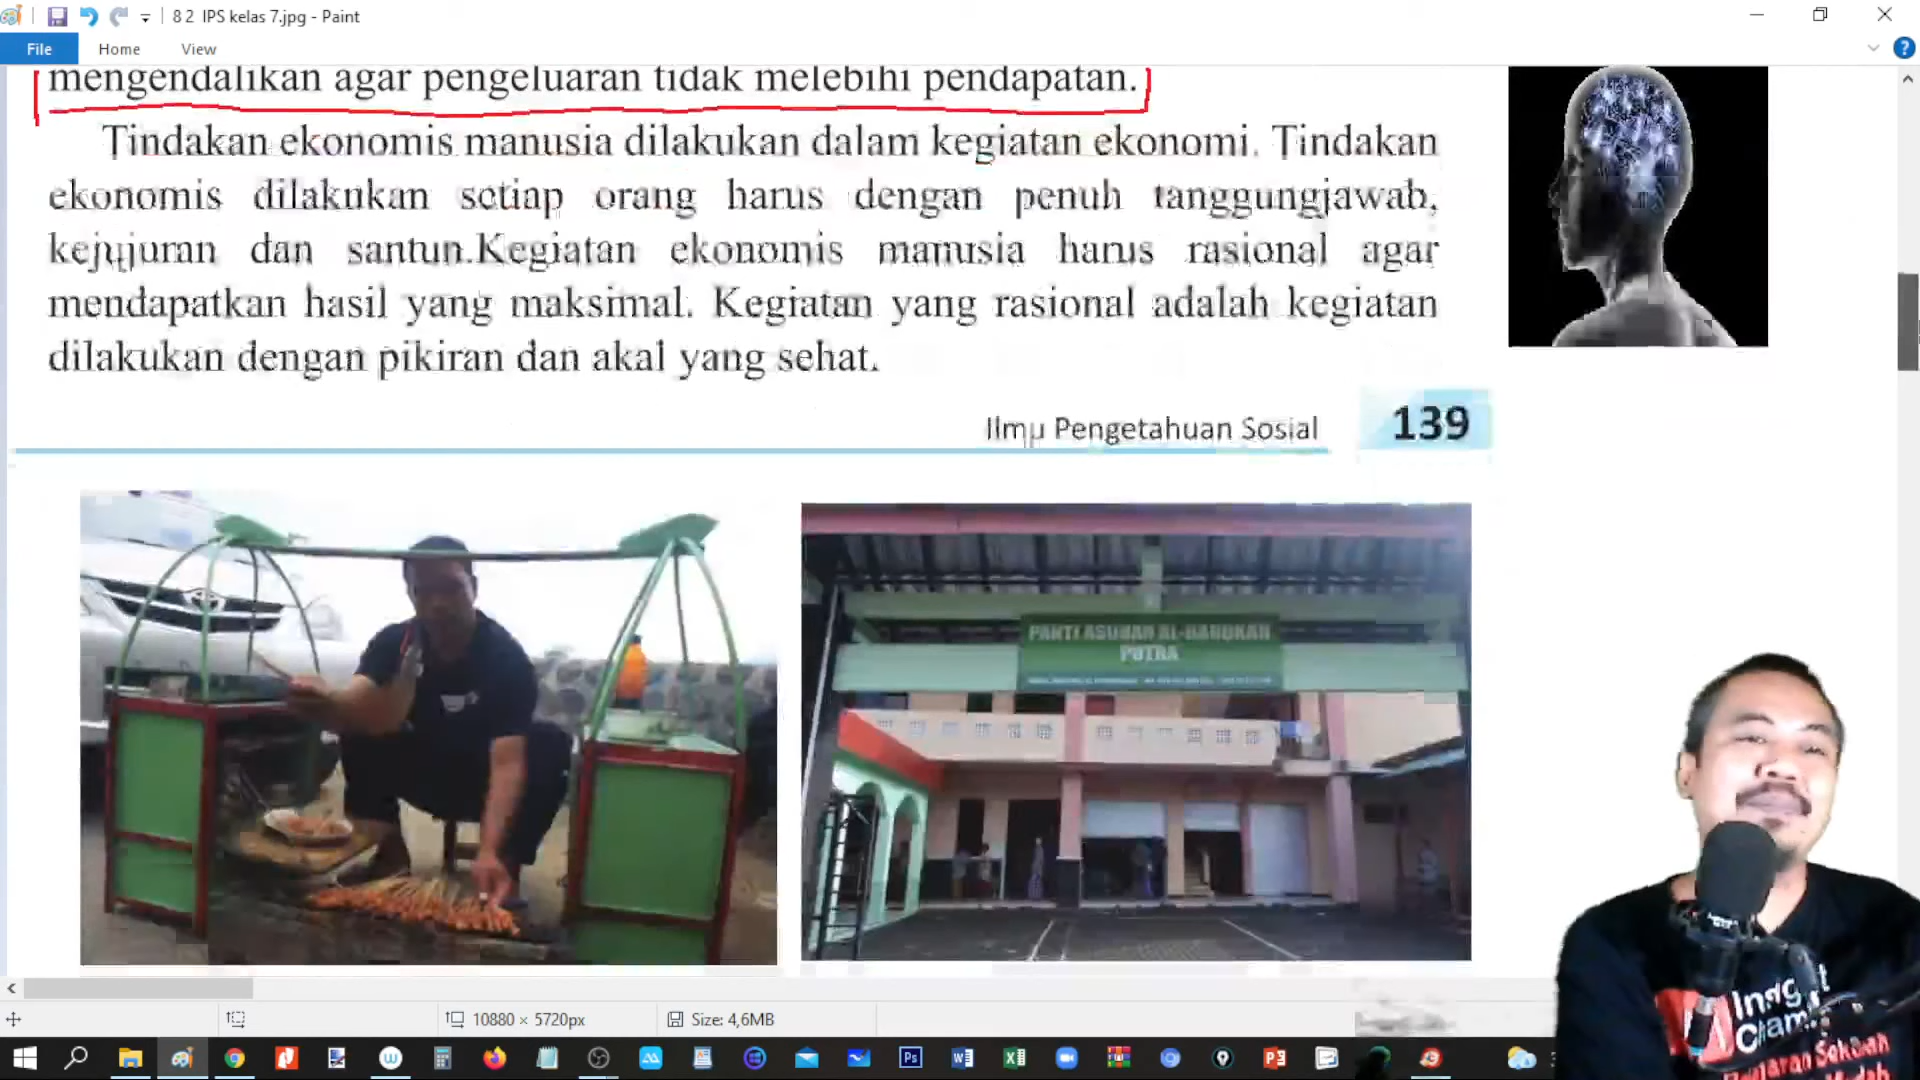 8 2 IPS kelas 7.jpg - Paint
File Home View
mengendalikan agar pengeluaran tidak melebihi pendapatan.
Tindakan ekonomis manusia dilakukan dalam kegiatan ekonomi. Tindakan
ekonomis dilakukan setiap orang harus dengan penuh tanggungjawab,
kejujuran dan santun.Kegiatan ekonomis manusia harus rasional agar
mendapatkan hasil yang maksimal. Kegiatan yang rasional adalah kegiatan
dilakukan dengan pikiran dan akal yang sehat.
Ilmu Pengetahuan Sosial 139
PANTI ASUHAN AL-BAROKAH
PUTRA
10880 × 5720px Size: 4,6MB